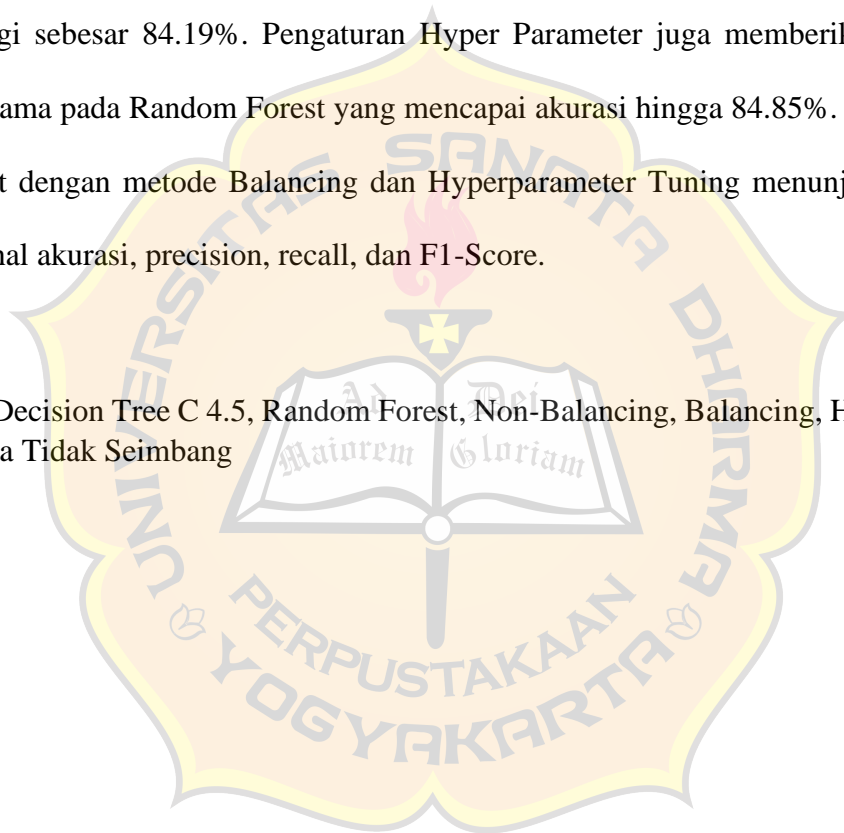 gi sebesar 84.19%. Pengaturan Hyper Parameter juga memberik
ama pada Random Forest yang mencapai akurasi hingga 84.85%.
t dengan metode Balancing dan Hyperparameter Tuning menunj
nal akurasi, precision, recall, dan F1-Score.
Decision Tree C 4.5, Random Forest, Non-Balancing, Balancing, H
a Tidak Seimbang
UNIVERSITAS SANATA DHARMA
Ad Dei
Maiorem Gloriam
PERPUSTAKAAN
YOGYAKARTA